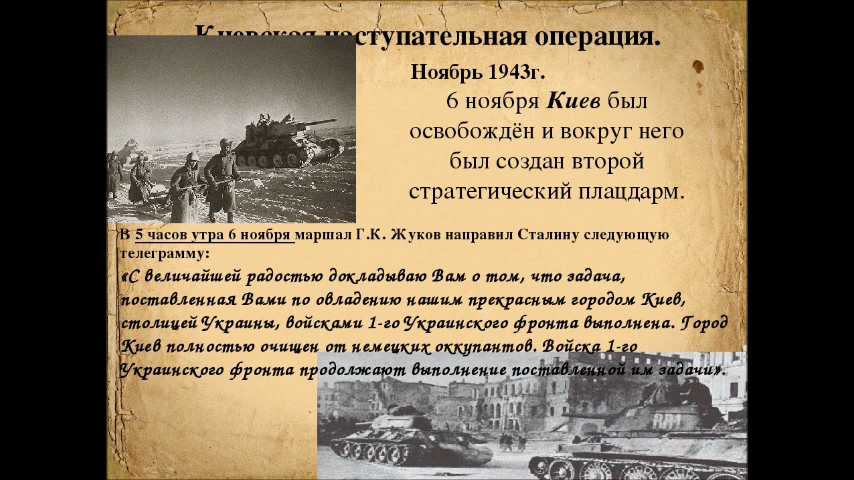 Киевская наступательная операция.
Ноябрь 1943г.
6 ноября Киев был
освобождён и вокруг него
был создан второй
стратегический плацдарм.
В 5 часов утра 6 ноября маршал Г.К. Жуков направил Сталину следующую
телеграмму:
«С величайшей радостью докладываю Вам о том, что задача,
поставленная Вами по овладению нашим прекрасным городом Киев,
столицей Украины, войсками 1-го Украинского фронта выполнена. Город
Киев полностью очищен от немецких оккупантов. Войска 1-го
Украинского фронта продолжают выполнение поставленной им задачи».